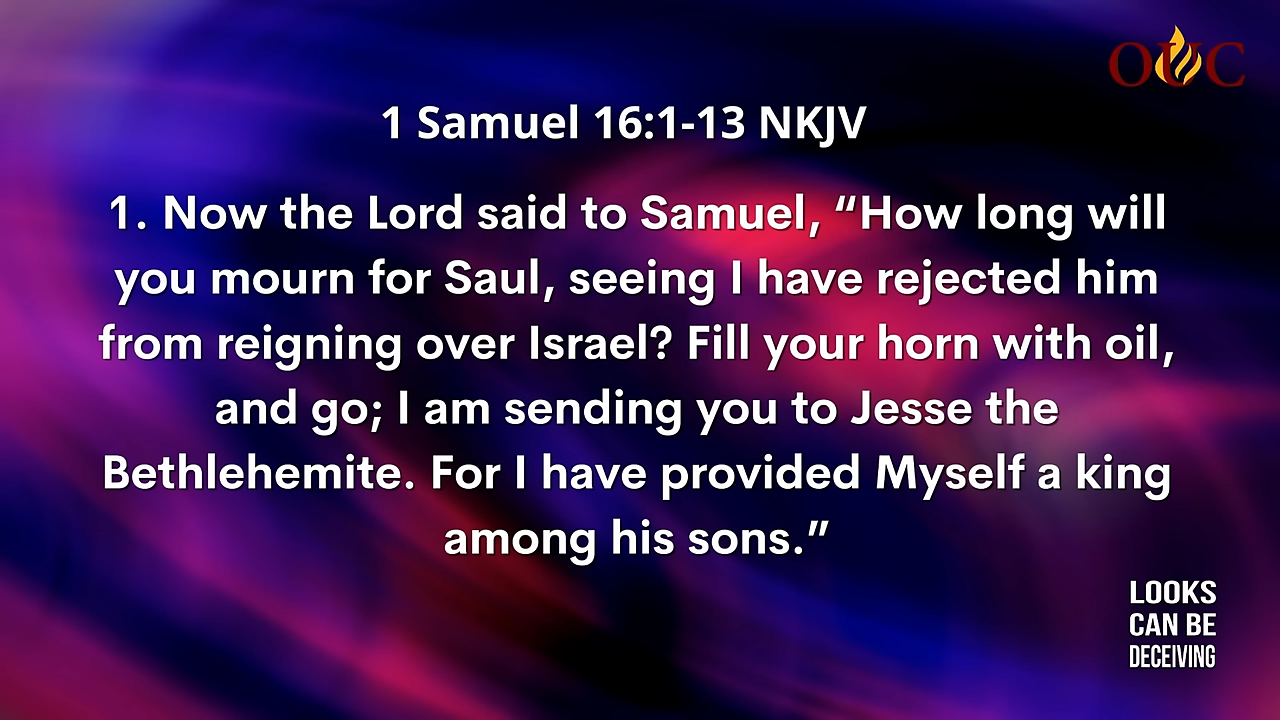 OUC
1 Samuel 16:1-13 NKJV
1. Now the Lord said to Samuel, “How long will
you mourn for Saul, seeing I have rejected him
from reigning over Israel? Fill your horn with oil,
and go; I am sending you to Jesse the
Bethlehemite. For I have provided Myself a king
among his sons.”
LOOKS
CAN BE
DECEIVING